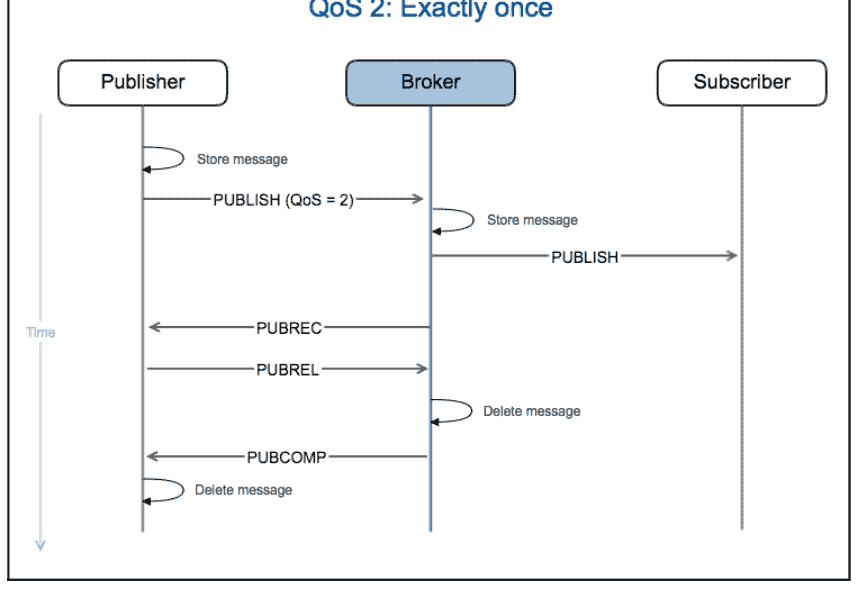 QoS 2: Exactly once
Publisher
Broker
Subscriber
Store message
PUBLISH (QoS = 2)
Store message
PUBLISH
Time
PUBREC
PUBREL
Delete message
PUBCOMP
Delete message